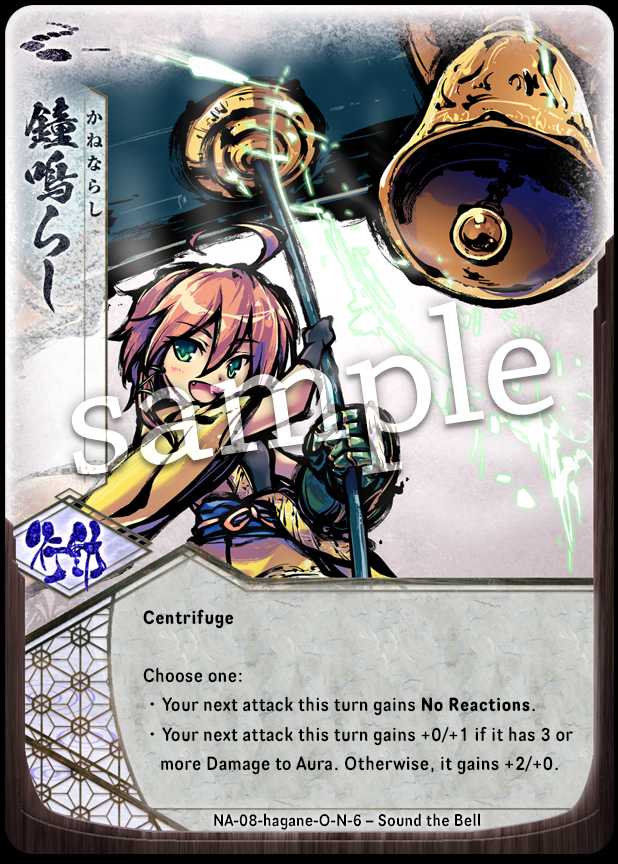 鐘鳴らし
かねならし
sample
行動
Centrifuge
Choose one:
・Your next attack this turn gains No Reactions.
・Your next attack this turn gains +0/+1 if it has 3 or
more Damage to Aura. Otherwise, it gains +2/+0.
NA-08-hagane-O-N-6 – Sound the Bell